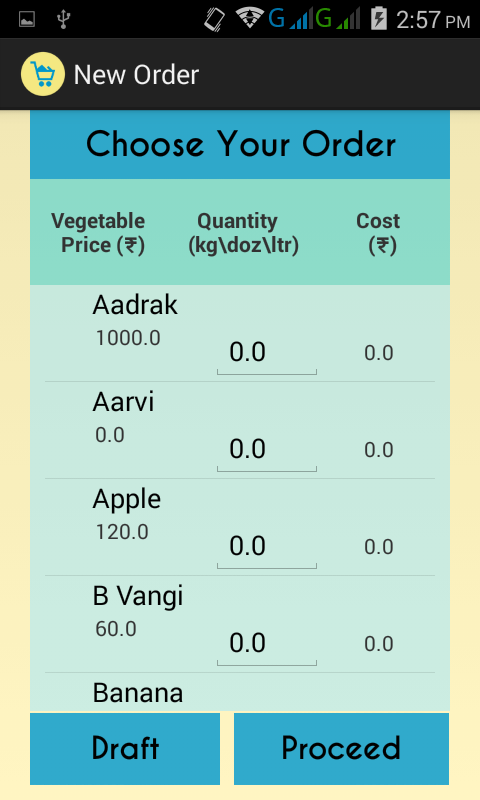 G G 2:57 PM
New Order
Choose Your Order
Vegetable Quantity Cost
Price (₹) (kg\doz\ltr) (₹)
Aadrak
1000.0 0.0 0.0
Aarvi
0.0 0.0 0.0
Apple
120.0 0.0 0.0
B Vangi
60.0 0.0 0.0
Banana
Draft Proceed